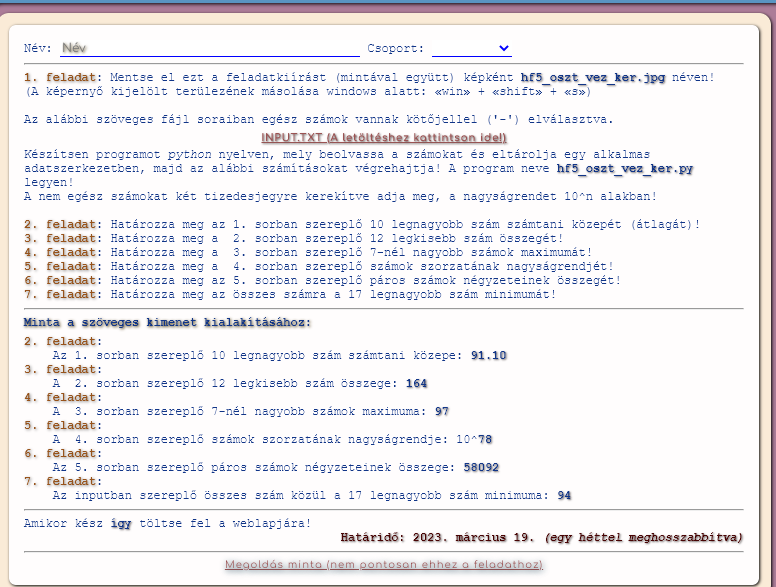 Név: Név Csoport:
1. feladat: Mentse el ezt a feladatkiírást (mintával együtt) képként hf5_oszt_vez_ker.jpg néven!
(A képernyő kijelölt terülezének másolása windows alatt: «win» + «shift» + «s»)
Az alábbi szöveges fájl soraiban egész számok vannak kötőjellel ('-') elválasztva.
INPUT.TXT (A letöltéshez kattintson ide!)
Készítsen programot python nyelven, mely beolvassa a számokat és eltárolja egy alkalmas
adatszerkezetben, majd az alábbi számításokat végrehajtja! A program neve hf5_oszt_vez_ker.py
legyen!
A nem egész számokat két tizedesjegyre kerekítve adja meg, a nagyságrendet 10^n alakban!
2. feladat: Határozza meg az 1. sorban szereplő 10 legnagyobb szám számtani közepét (átlagát)!
3. feladat: Határozza meg a 2. sorban szereplő 12 legkisebb szám összegét!
4. feladat: Határozza meg a 3. sorban szereplő 7-nél nagyobb számok maximumát!
5. feladat: Határozza meg a 4. sorban szereplő számok szorzatának nagyságrendjét!
6. feladat: Határozza meg az 5. sorban szereplő páros számok négyzeteinek összegét!
7. feladat: Határozza meg az összes számra a 17 legnagyobb szám minimumát!
Minta a szöveges kimenet kialakításához:
2. feladat:
Az 1. sorban szereplő 10 legnagyobb szám számtani közepe: 91.10
3. feladat:
A 2. sorban szereplő 12 legkisebb szám összege: 164
4. feladat:
A 3. sorban szereplő 7-nél nagyobb számok maximuma: 97
5. feladat:
A 4. sorban szereplő számok szorzatának nagyságrendje: 10^78
6. feladat:
Az 5. sorban szereplő páros számok négyzeteinek összege: 58092
7. feladat:
Az inputban szereplő összes szám közül a 17 legnagyobb szám minimuma: 94
Amikor kész így töltse fel a weblapjára!
Határidő: 2023. március 19. (egy héttel meghosszabbítva)
Megoldás minta (nem pontosan ehhez a feladathoz)